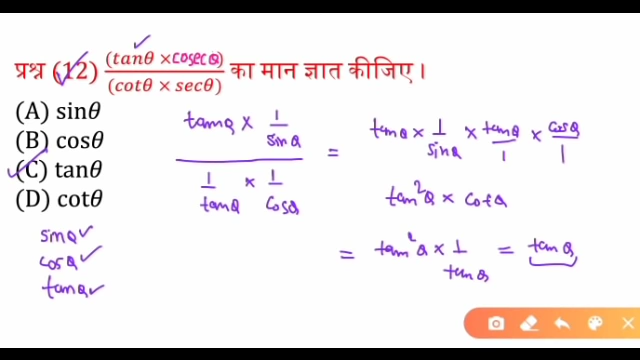 प्रश्न (12) (tanθ × cosecθ)/(cotθ × secθ) का मान ज्ञात कीजिए।
(A) sinθ
(B) cosθ
(C) tanθ
(D) cotθ
sinθ
cosθ
tanθ
(tanθ × 1/sinθ)/(1/tanθ × 1/cosθ) = tanθ × 1/sinθ × tanθ/1 × cosθ/1
tan²θ × cotθ
= tan²θ × 1/tanθ = tanθ